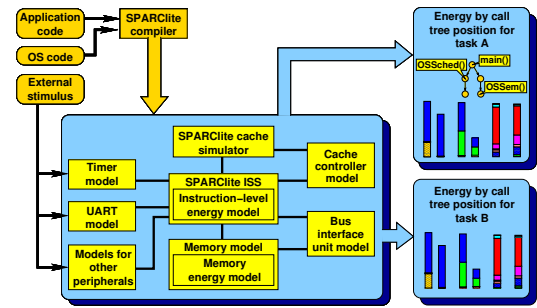 Application
code
SPARClite
compiler
OS code
External
stimulus
SPARClite cache
simulator
Timer
model
Cache
controller
model
SPARClite ISS
Instruction−level
energy model
UART
model
Bus
interface
unit model
Models for
other
peripherals
Memory model
Memory
energy model
Energy by call
tree position for
task A
main()
OSSched()
OSSem()
Energy by call
tree position for
task B